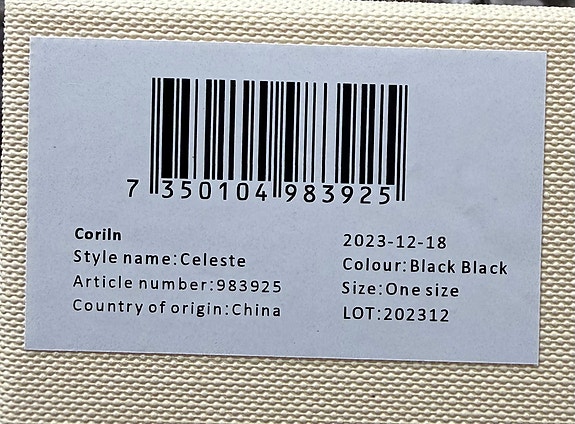 7 350104 983925
Coriln
Style name:Celeste
Article number:983925
Country of origin:China
2023-12-18
Colour:Black Black
Size:One size
LOT:202312